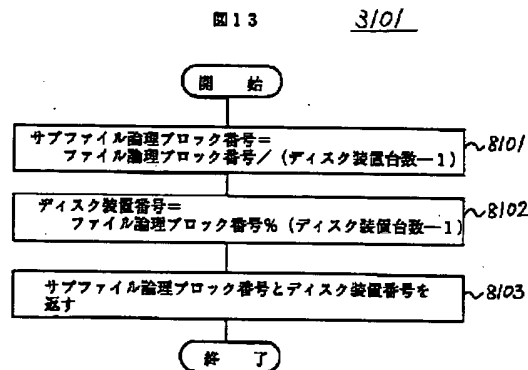 図13 3101
開 始
サブファイル論理ブロック番号=
ファイル論理ブロック番号/(ディスク装置台数ー1)
8101
ディスク装置番号=
ファイル論理ブロック番号%(ディスク装置台数ー1)
8102
サブファイル論理ブロック番号とディスク装置番号を
返す
8103
終 了